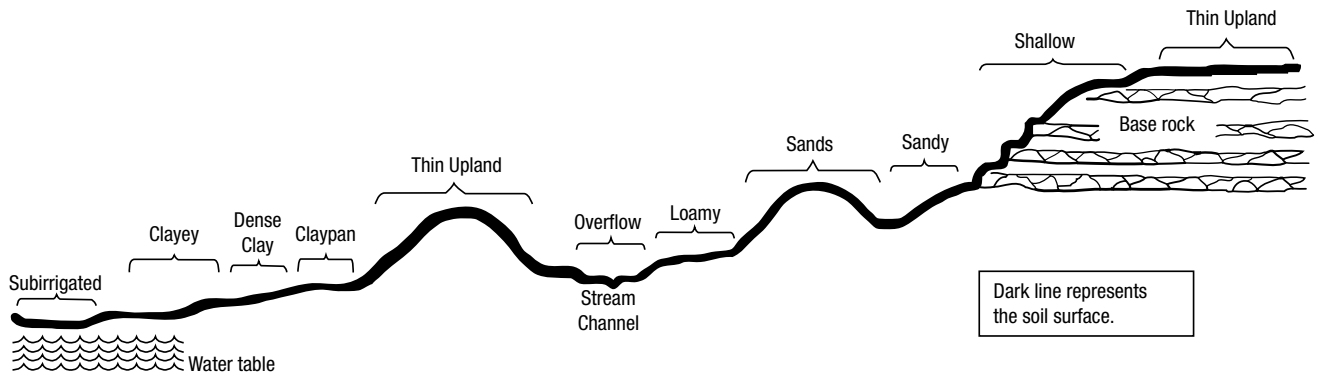 Thin Upland
Shallow
Base rock
Sands
Sandy
Thin Upland
Overflow
Loamy
Dense
Clay
Clayey
Claypan
Subirrigated
Stream
Channel
Dark line represents
the soil surface.
Water table